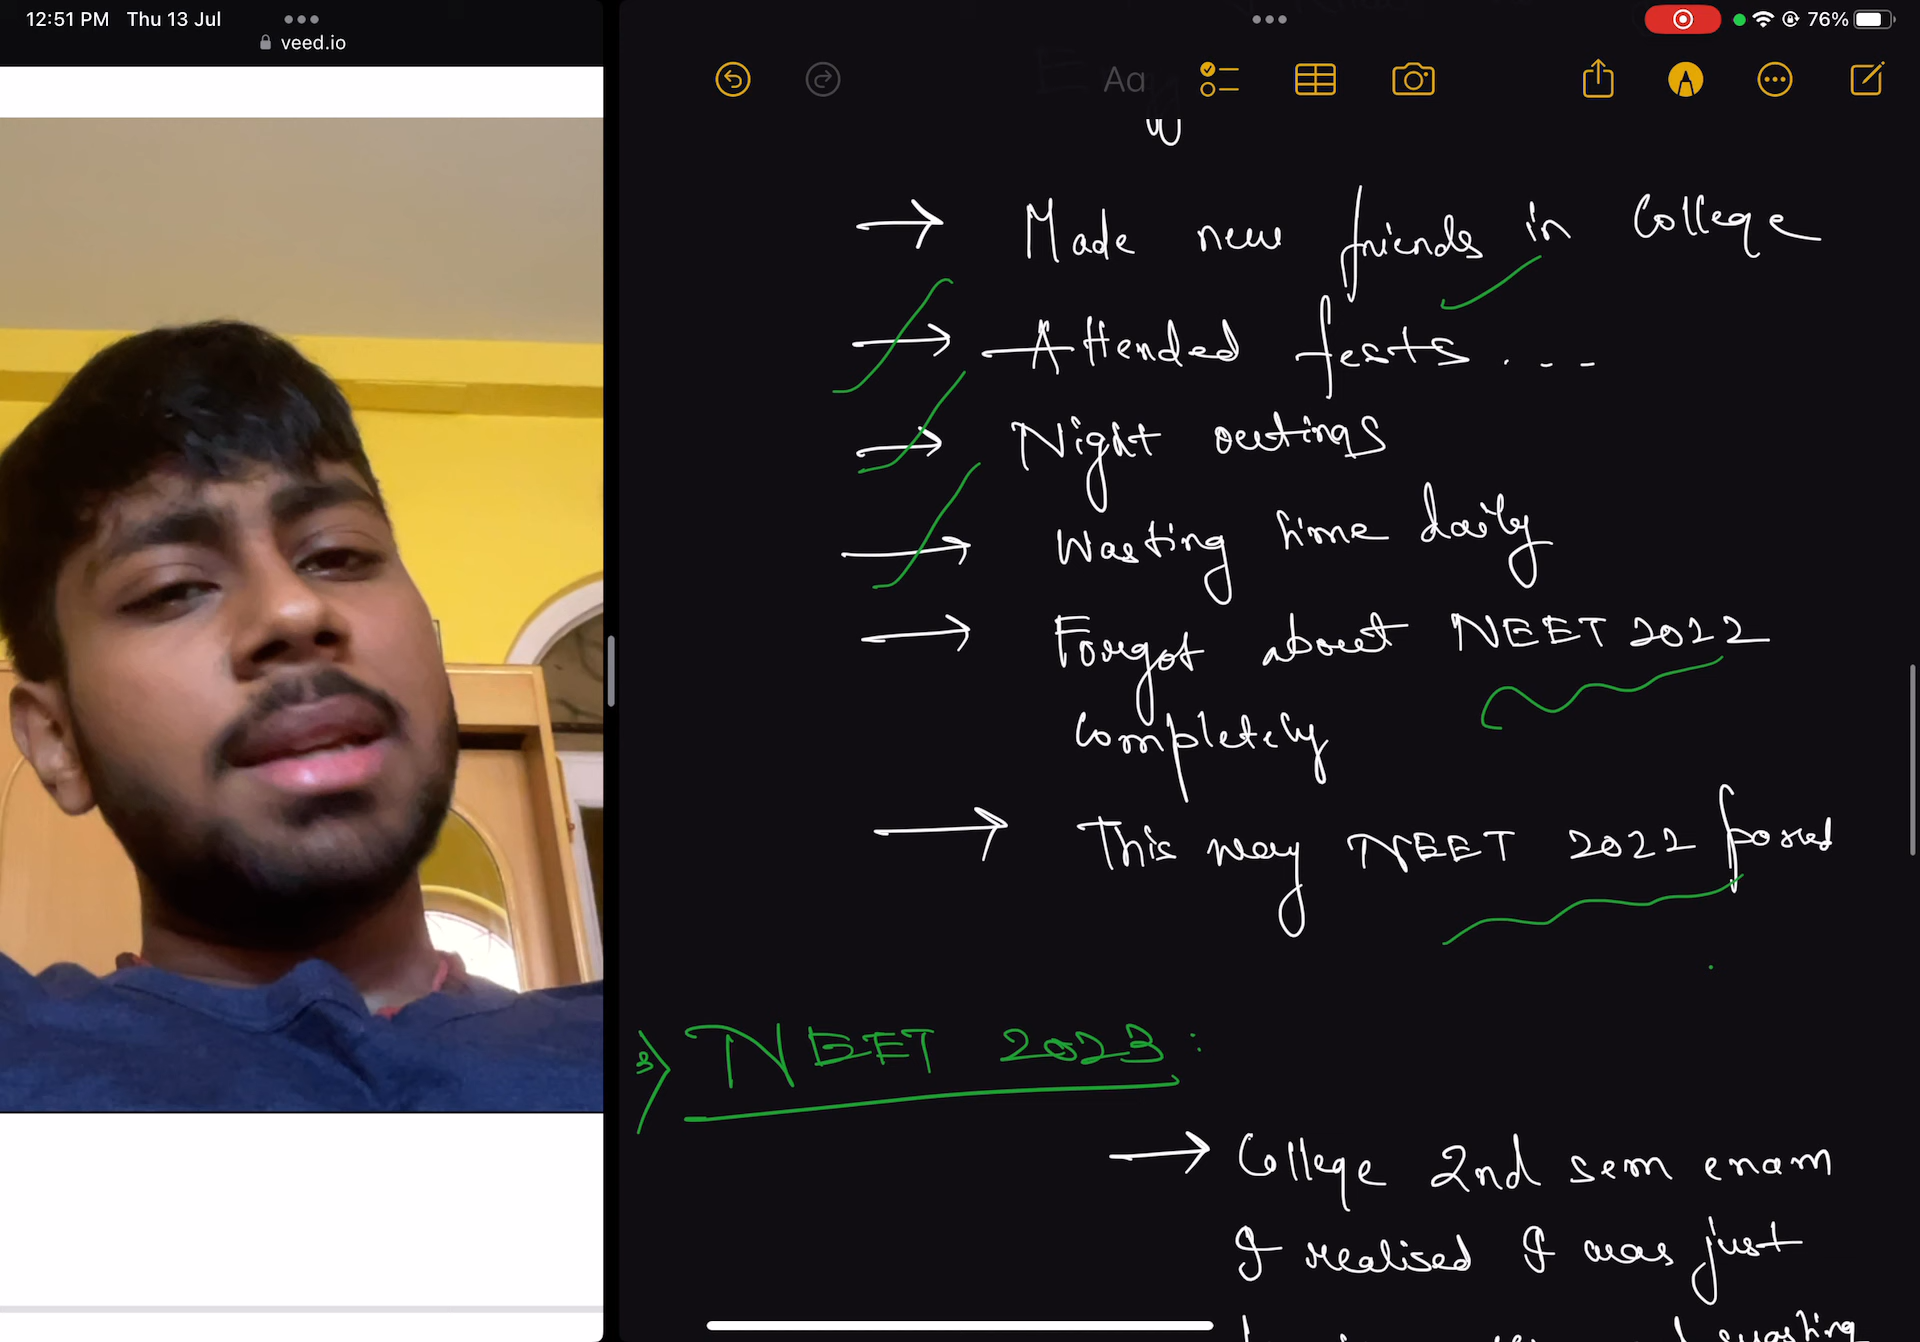 12:51 PM Thu 13 Jul
veed.io
76%
Aa
→ Made new friends in College
→ Attended fests . . .
→ Night outings
→ Wasting time daily
→ Forgot about NEET 2022
completely
→ This way NEET 2022 passed
3) NEET 2023 :
→ College 2nd sem exam
I realised I was just
wasting